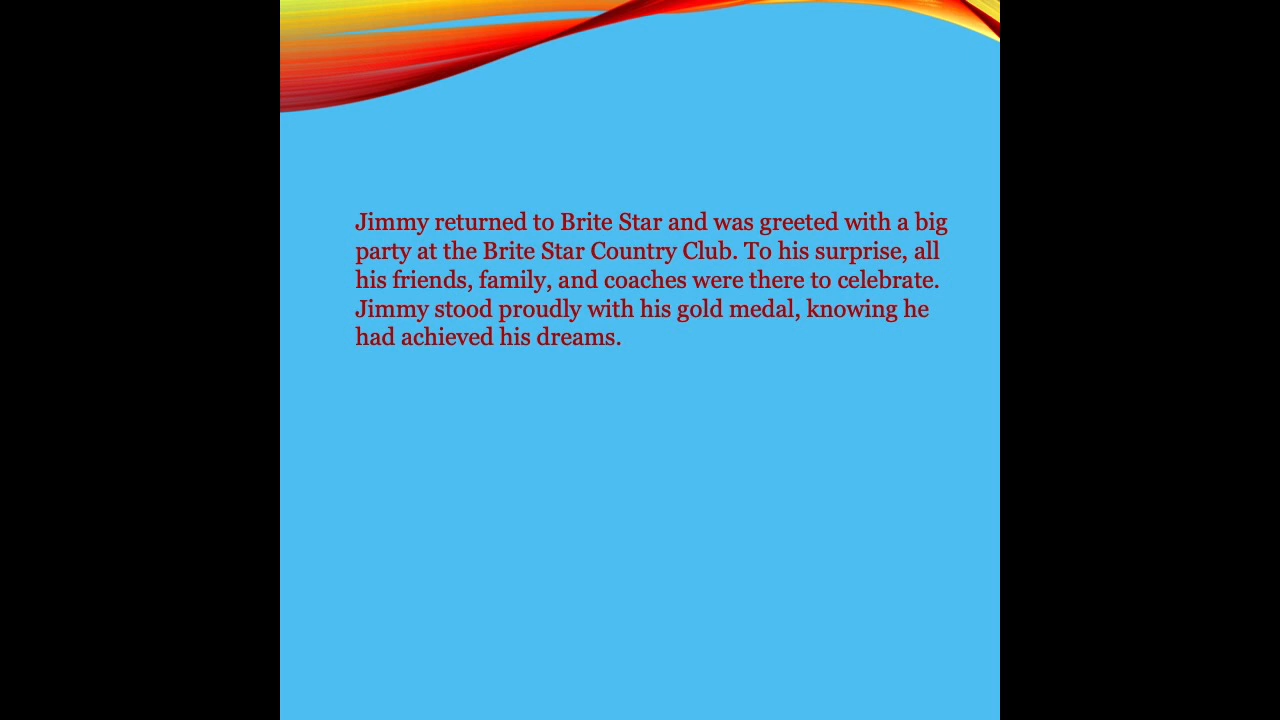 Jimmy returned to Brite Star and was greeted with a big
party at the Brite Star Country Club. To his surprise, all
his friends, family, and coaches were there to celebrate.
Jimmy stood proudly with his gold medal, knowing he
had achieved his dreams.